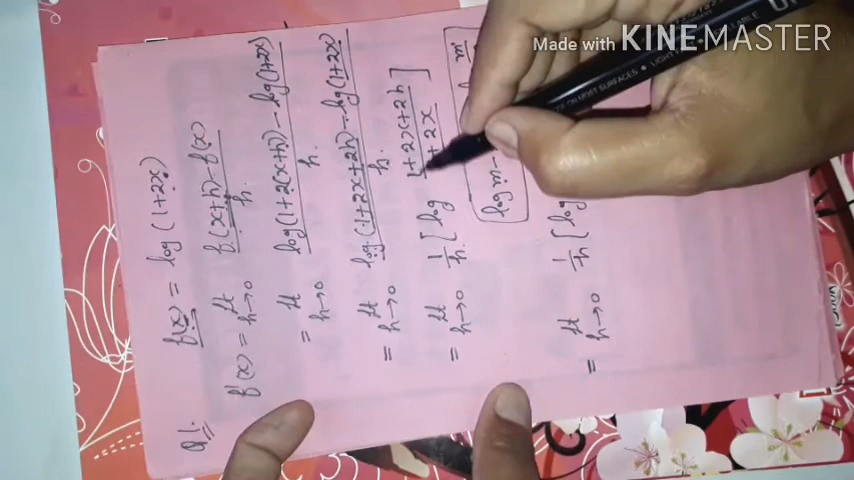 Q1. f(x) = log (1+2x)
f'(x) = lt h→0 f(x+h) - f(x) / h
= lt h→0 log(1+2(x+h)) - log(1+2x) / h
= lt h→0 log(1+2x+2h) - log(1+2x) / h
= lt h→0 1/h [log 1+2x+2h / 1+2x]
log m - m
= lt h→0 1/h [log
Made with KINEMASTER